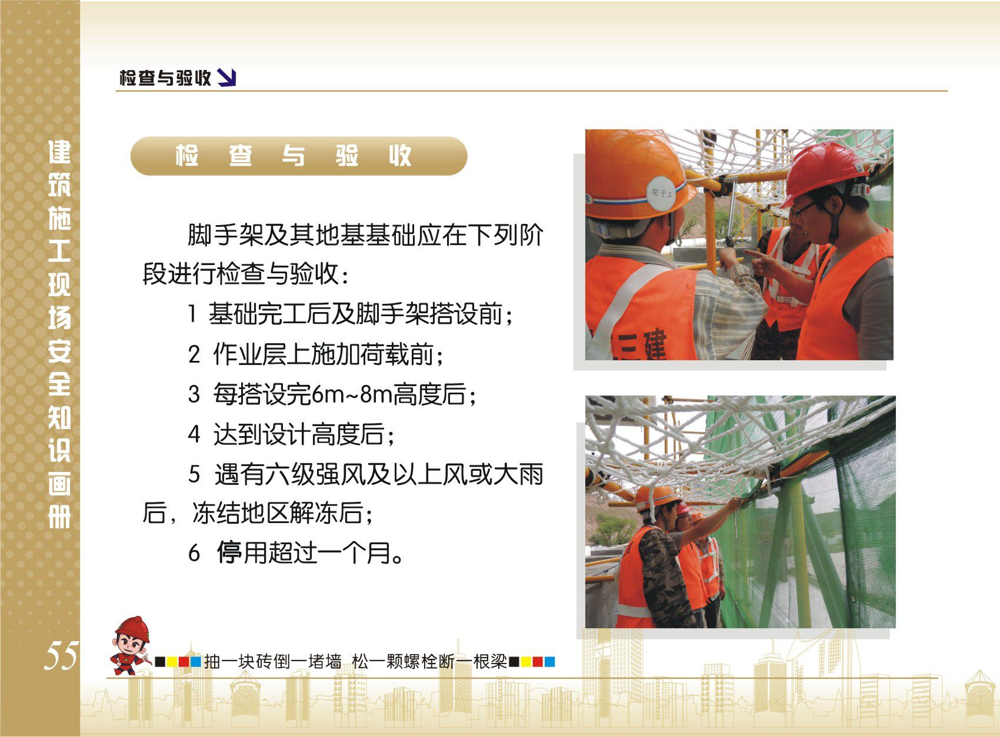 建筑施工现场安全知识画册
检查与验收
检查与验收
脚手架及其地基基础应在下列阶
段进行检查与验收：
1 基础完工后及脚手架搭设前；
2 作业层上施加荷载前；
3 每搭设完6m~8m高度后；
4 达到设计高度后；
5 遇有六级强风及以上风或大雨
后，冻结地区解冻后；
6 停用超过一个月。
架子工
8
三建
抽一块砖倒一堵墙 松一颗螺栓断一根梁
55